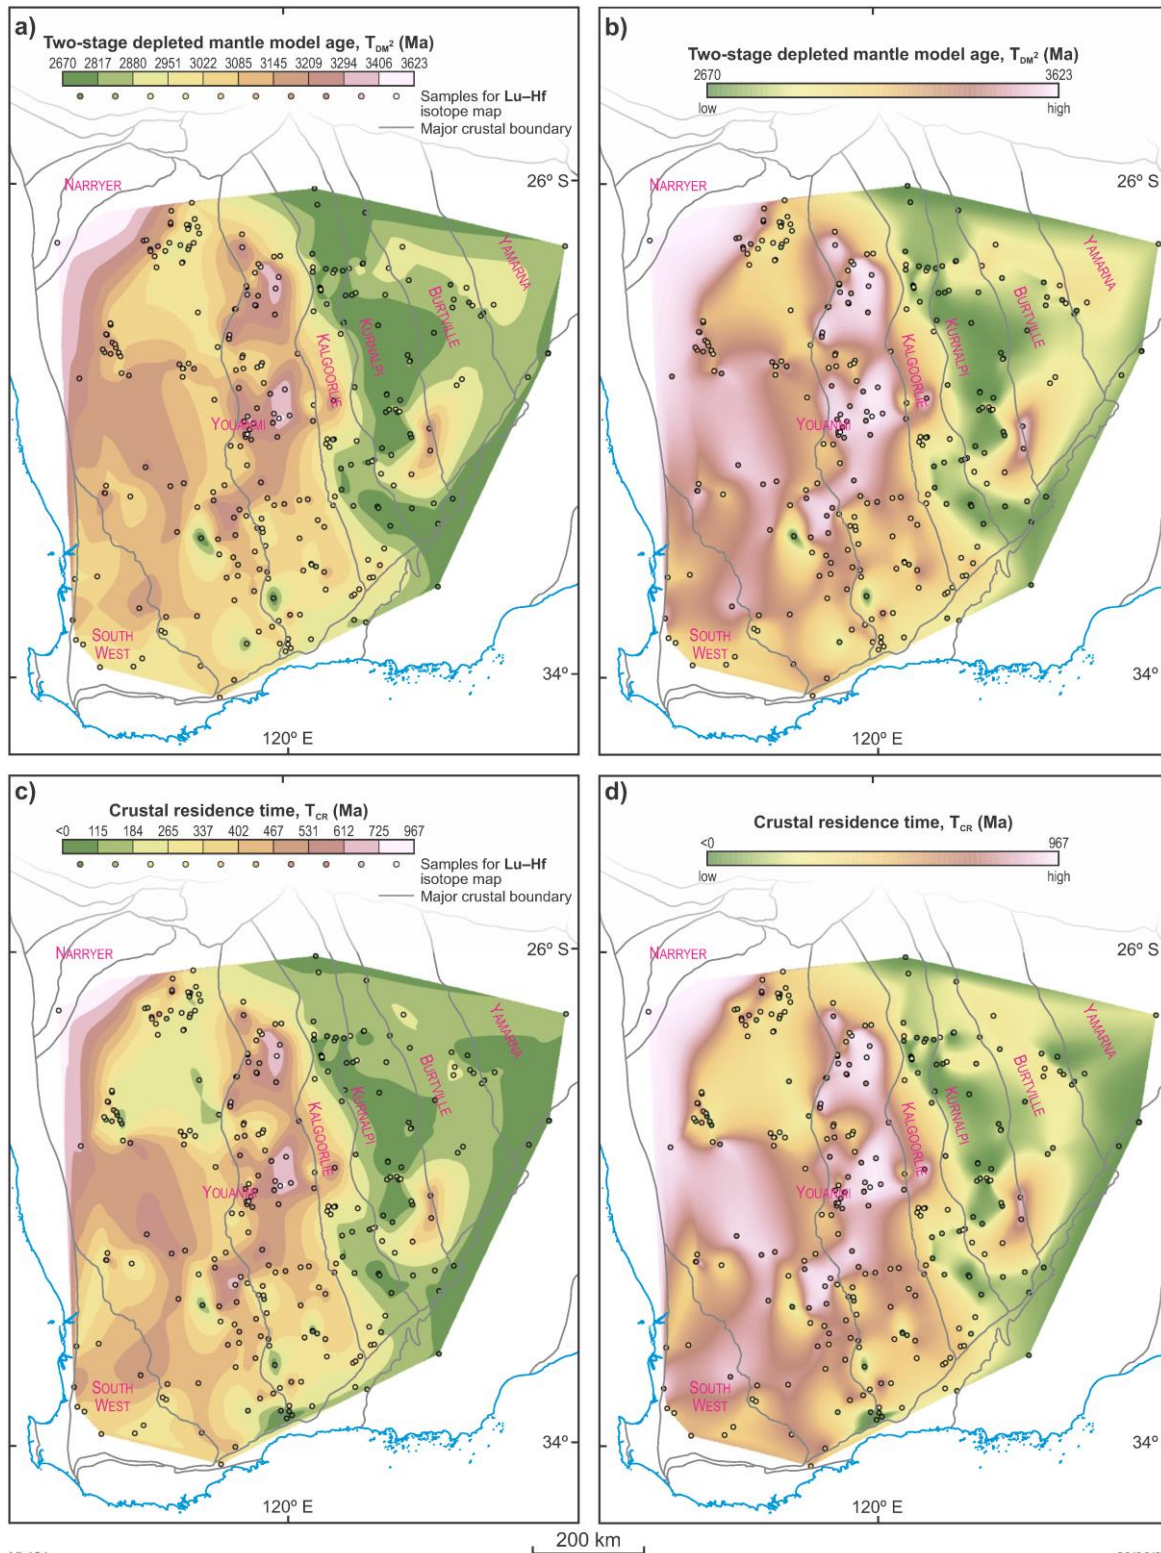 a)
Two-stage depleted mantle model age, TDM² (Ma)
2670 2817 2880 2951 3022 3085 3145 3209 3294 3406 3623
Samples for Lu–Hf
isotope map
Major crustal boundary
NARRYER
26° S
YAMARNA
BURTVILLE
KURNALPI
KALGOORLIE
YOUANMI
SOUTH
WEST
34°
120° E
b)
Two-stage depleted mantle model age, TDM² (Ma)
2670 3623
low high
NARRYER
26° S
YAMARNA
BURTVILLE
KURNALPI
KALGOORLIE
YOUANMI
SOUTH
WEST
34°
120° E
c)
Crustal residence time, TCR (Ma)
<0 115 184 265 337 402 467 531 612 725 967
Samples for Lu–Hf
isotope map
Major crustal boundary
NARRYER
26° S
YAMARNA
BURTVILLE
KURNALPI
KALGOORLIE
YOUANMI
SOUTH
WEST
34°
120° E
d)
Crustal residence time, TCR (Ma)
<0 967
low high
NARRYER
26° S
YAMARNA
BURTVILLE
KURNALPI
KALGOORLIE
YOUANMI
SOUTH
WEST
34°
120° E
200 km